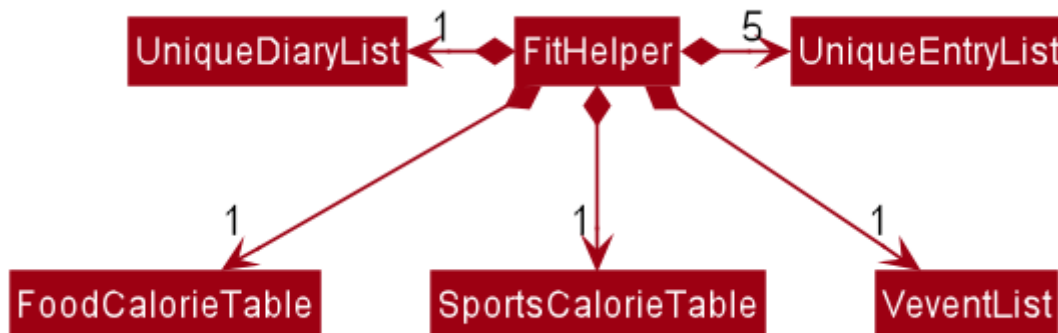 1
5
UniqueDiaryList
FitHelper
UniqueEntryList
1
1
1
FoodCalorieTable
SportsCalorieTable
VeventList